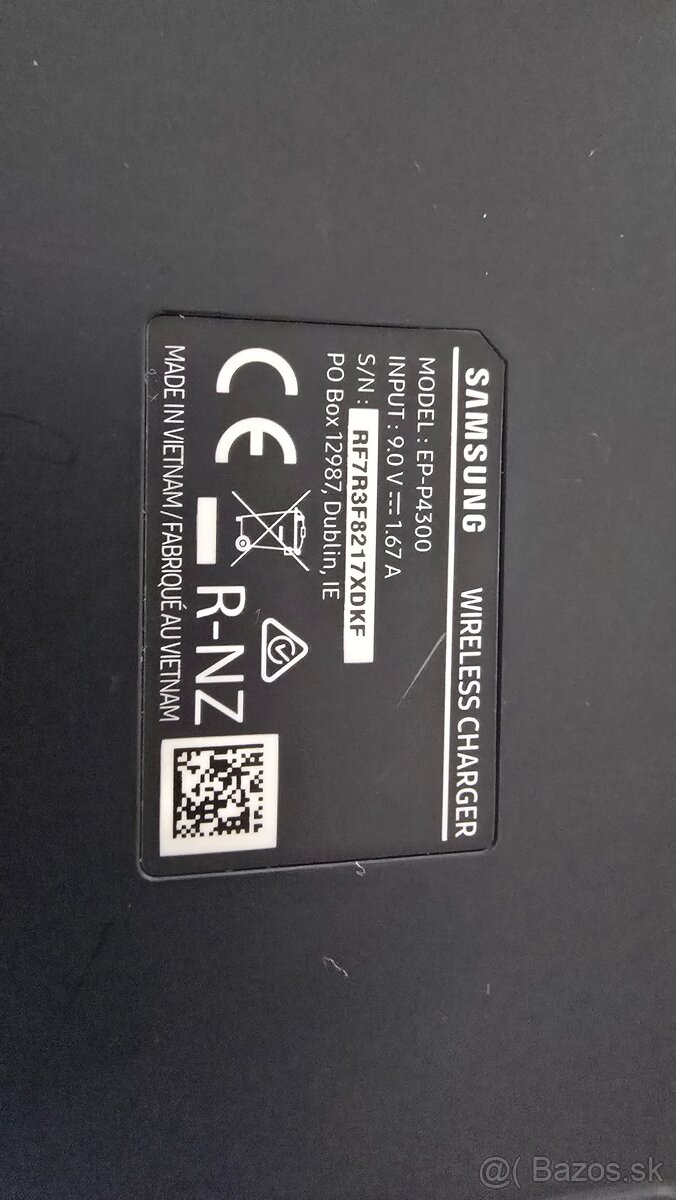 SAMSUNG WIRELESS CHARGER
MODEL : EP-P4300
INPUT : 9.0 V ⎓ 1.67 A
S/N : RF7R3F8217XDKF
PO Box 12987, Dublin, IE
CE
R-NZ
MADE IN VIETNAM / FABRIQUÉ AU VIETNAM
@( Bazos.sk